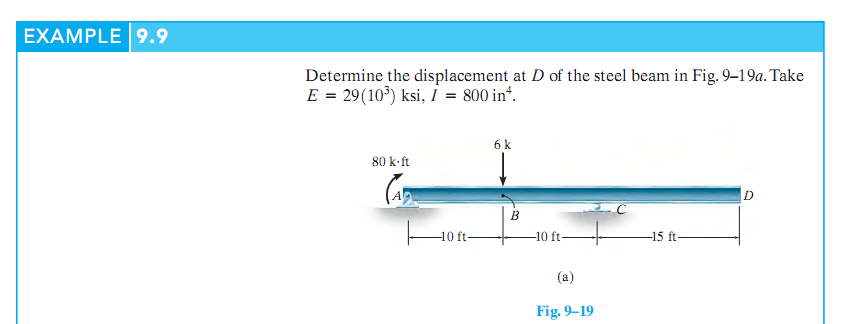 EXAMPLE 9.9
Determine the displacement at D of the steel beam in Fig. 9–19a. Take
E = 29(10³) ksi, I = 800 in⁴.
6 k
80 k·ft
A
D
B
C
10 ft
10 ft
15 ft
(a)
Fig. 9–19